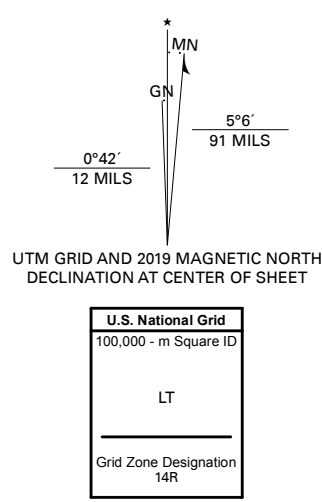 ★
MN
GN
5°6´
91 MILS
0°42´
12 MILS
UTM GRID AND 2019 MAGNETIC NORTH
DECLINATION AT CENTER OF SHEET
U.S. National Grid
100,000 - m Square ID
LT
Grid Zone Designation
14R